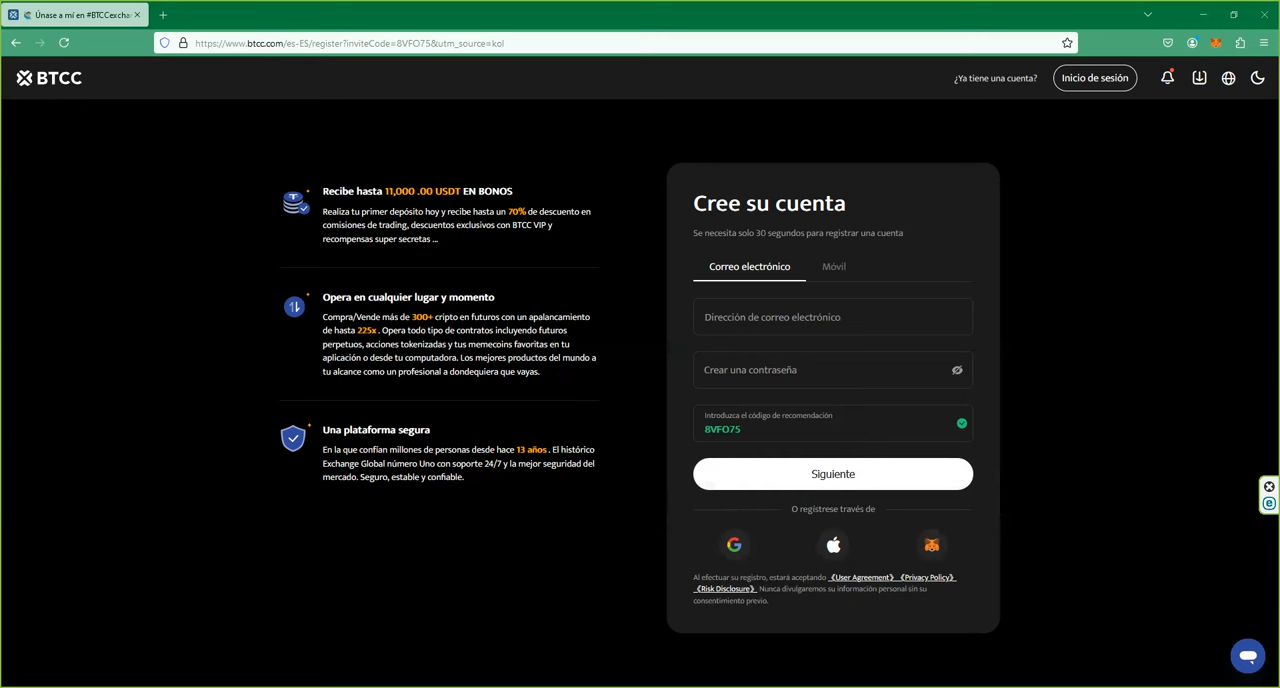 Únase a mí en #BTCCexcha
https://www.btcc.com/es-ES/register?inviteCode=8VFO75&utm_source=kol
BTCC
¿Ya tiene una cuenta?
Inicio de sesión
Recibe hasta 11,000 .00 USDT EN BONOS
Realiza tu primer depósito hoy y recibe hasta un 70% de descuento en
comisiones de trading, descuentos exclusivos con BTCC VIP y
recompensas super secretas ...
Opera en cualquier lugar y momento
Compra/Vende más de 300+ cripto en futuros con un apalancamiento
de hasta 225x . Opera todo tipo de contratos incluyendo futuros
perpetuos, acciones tokenizadas y tus memecoins favoritas en tu
aplicación o desde tu computadora. Los mejores productos del mundo a
tu alcance como un profesional a dondequiera que vayas.
Una plataforma segura
En la que confían millones de personas desde hace 13 años . El histórico
Exchange Global número Uno con soporte 24/7 y la mejor seguridad del
mercado. Seguro, estable y confiable.
Cree su cuenta
Se necesita solo 30 segundos para registrar una cuenta
Correo electrónico
Móvil
Dirección de correo electrónico
Crear una contraseña
Introduzca el código de recomendación
8VFO75
Siguiente
O regístrese través de
Al efectuar su registro, estará aceptando 《User Agreement》 《Privacy Policy》
《Risk Disclosure》 Nunca divulgaremos su información personal sin su
consentimiento previo.